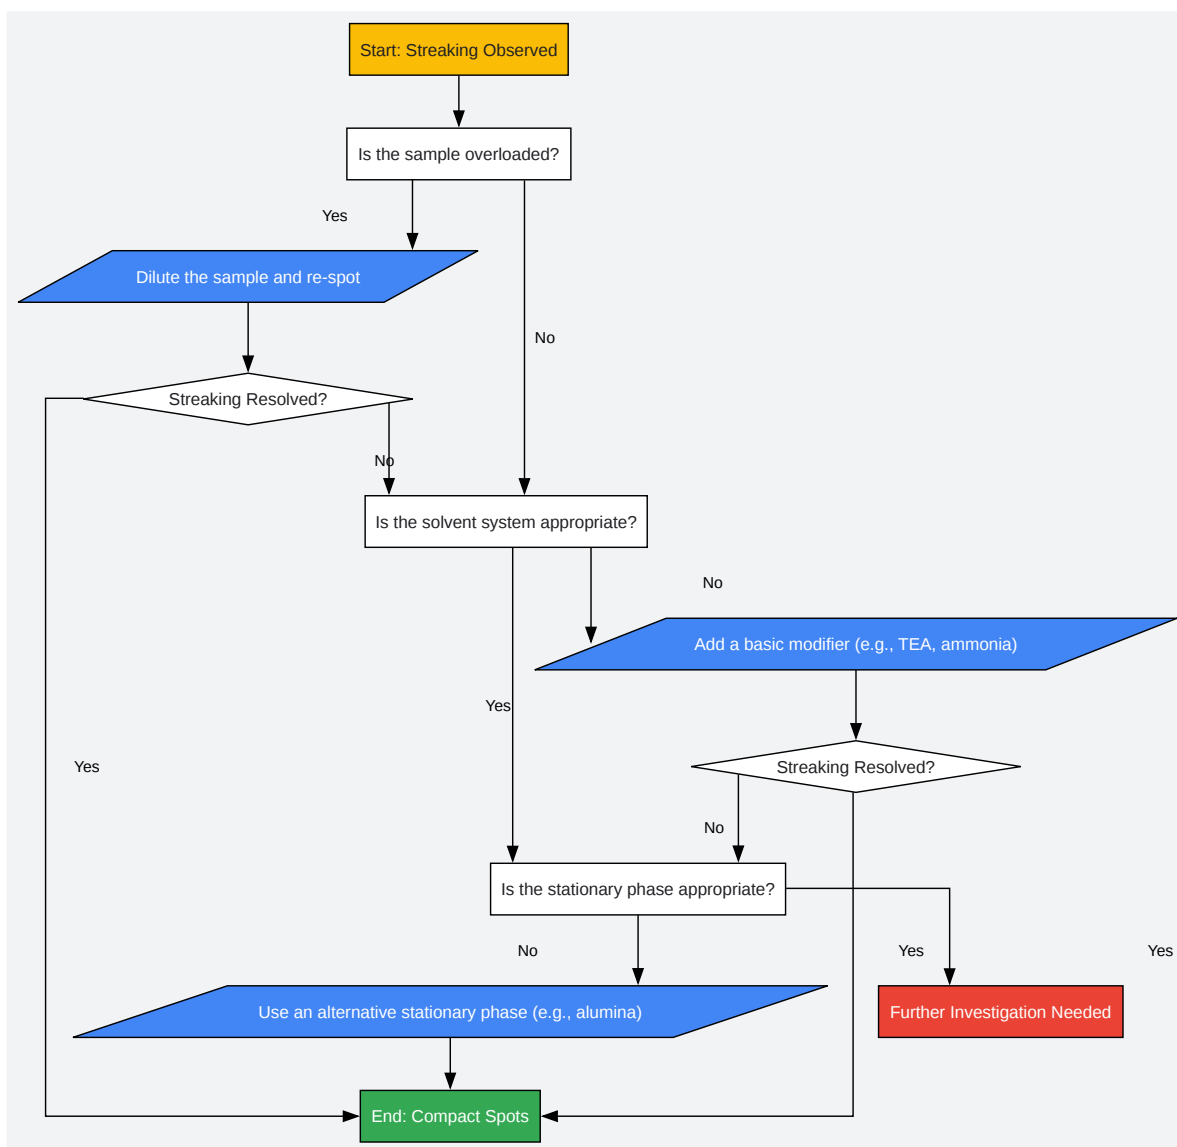 Start: Streaking Observed
Is the sample overloaded?
Yes
Dilute the sample and re-spot
No
Streaking Resolved?
No
Is the solvent system appropriate?
No
Add a basic modifier (e.g., TEA, ammonia)
Yes
Yes
Streaking Resolved?
No
Is the stationary phase appropriate?
No
Yes
Yes
Use an alternative stationary phase (e.g., alumina)
Further Investigation Needed
End: Compact Spots